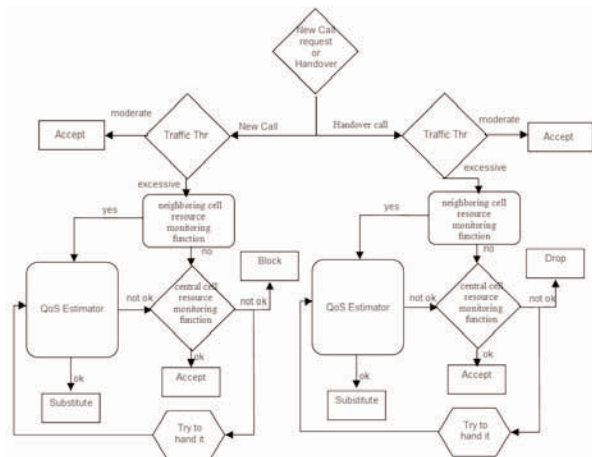 New Call
request
or
Handover
moderate
Accept
Traffic Thr
New Call
Handover call
Traffic Thr
moderate
Accept
excessive
neighboring cell
resource
monitoring
function
yes
no
QoS Estimator
not ok
central cell
resource
monitoring
function
not ok
Block
ok
Accept
ok
Substitute
Try to
hand it
excessive
neighboring cell
resource
monitoring
function
yes
no
QoS Estimator
not ok
central cell
resource
monitoring
function
not ok
Drop
ok
Accept
ok
Substitute
Try to
hand it